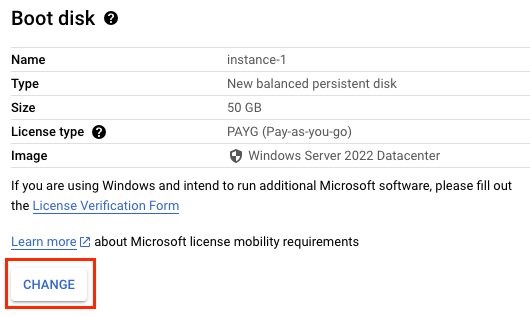 Boot disk
Name instance-1
Type New balanced persistent disk
Size 50 GB
License type PAYG (Pay-as-you-go)
Image Windows Server 2022 Datacenter
If you are using Windows and intend to run additional Microsoft software, please fill out
the License Verification Form
Learn more about Microsoft license mobility requirements
CHANGE